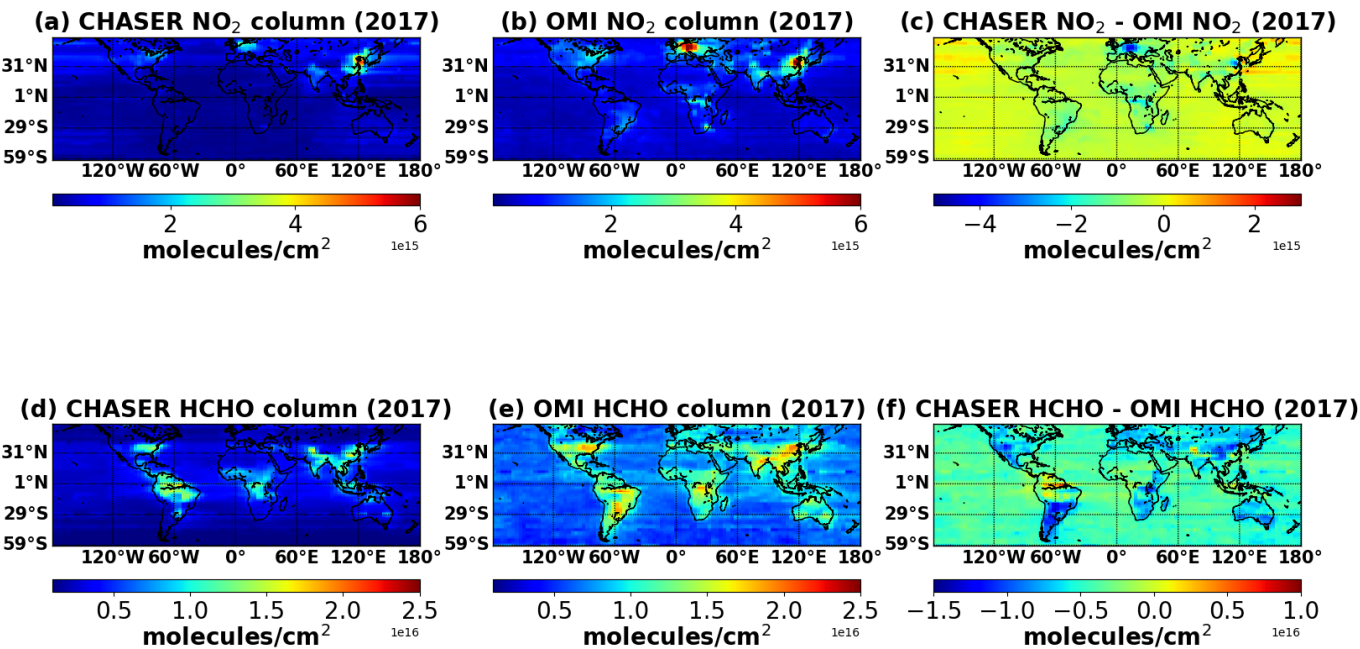 (a) CHASER NO₂ column (2017)
31°N
1°N
29°S
59°S
120°W 60°W 0° 60°E 120°E 180°
2 4 6
1e15
molecules/cm²
(b) OMI NO₂ column (2017)
31°N
1°N
29°S
59°S
120°W 60°W 0° 60°E 120°E 180°
2 4 6
1e15
molecules/cm²
(c) CHASER NO₂ - OMI NO₂ (2017)
31°N
1°N
29°S
59°S
120°W 60°W 0° 60°E 120°E 180°
−4 −2 0 2
1e15
molecules/cm²
(d) CHASER HCHO column (2017)
31°N
1°N
29°S
59°S
120°W 60°W 0° 60°E 120°E 180°
0.5 1.0 1.5 2.0 2.5
1e16
molecules/cm²
(e) OMI HCHO column (2017)
31°N
1°N
29°S
59°S
120°W 60°W 0° 60°E 120°E 180°
0.5 1.0 1.5 2.0 2.5
1e16
molecules/cm²
(f) CHASER HCHO - OMI HCHO (2017)
31°N
1°N
29°S
59°S
120°W 60°W 0° 60°E 120°E 180°
−1.5 −1.0 −0.5 0.0 0.5 1.0
1e16
molecules/cm²